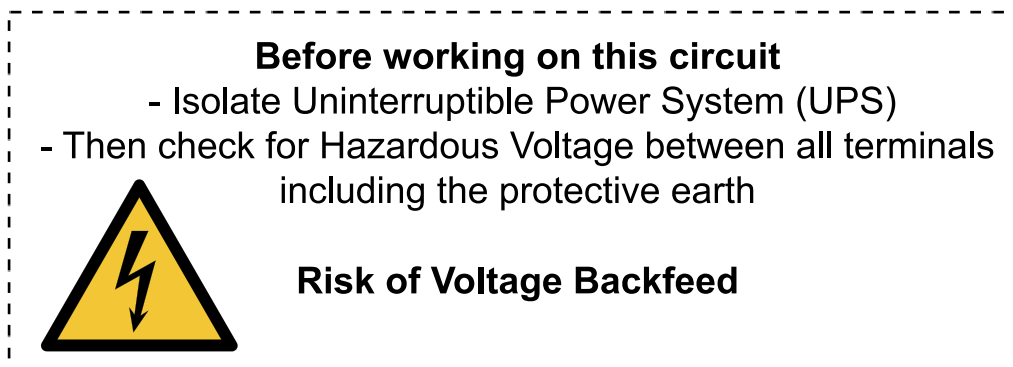 Before working on this circuit
- Isolate Uninterruptible Power System (UPS)
- Then check for Hazardous Voltage between all terminals
including the protective earth
Risk of Voltage Backfeed